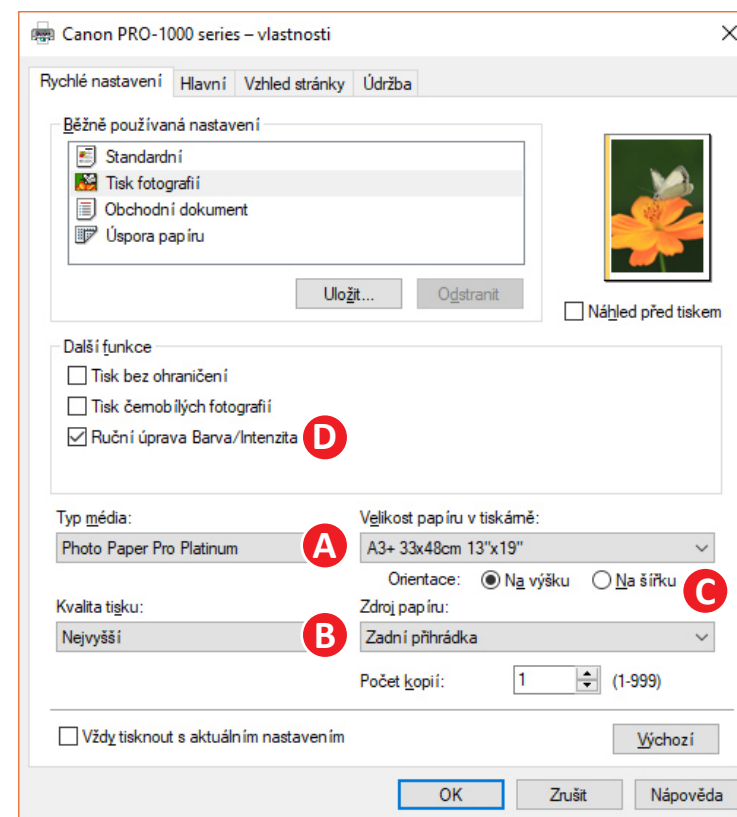 Canon PRO-1000 series – vlastnosti
Rychlé nastavení Hlavní Vzhled stránky Údržba
Běžně používaná nastavení
Standardní
Tisk fotografií
Obchodní dokument
Úspora papíru
Uložit... Odstranit
Náhled před tiskem
Další funkce
Tisk bez ohraničení
Tisk černobílých fotografií
Ruční úprava Barva/Intenzita D
Typ média: Velikost papíru v tiskárně:
Photo Paper Pro Platinum A A3+ 33x48cm 13"x19"
Orientace: Na výšku Na šířku C
Kvalita tisku: Zdroj papíru:
Nejvyšší B Zadní přihrádka
Počet kopií: 1 (1-999)
Vždy tisknout s aktuálním nastavením Výchozí
OK Zrušit Nápověda